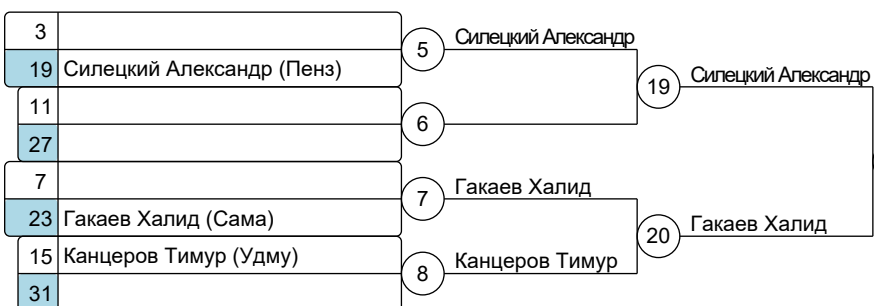 3
5
Силецкий Александр
19 Силецкий Александр (Пенз)
19
Силецкий Александр
11
6
27
7
7
Гакаев Халид
23 Гакаев Халид (Сама)
20
Гакаев Халид
15 Канцеров Тимур (Удму)
8
Канцеров Тимур
31